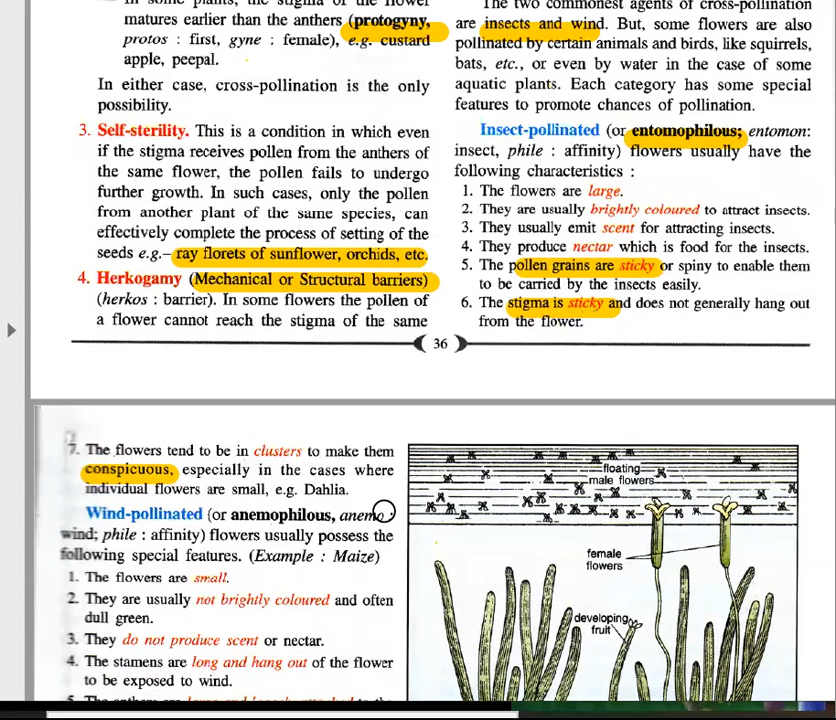 In some plants, the stigma of the flower
matures earlier than the anthers (protogyny,
protos : first, gyne : female), e.g. custard
apple, peepal.
In either case, cross-pollination is the only
possibility.
3. Self-sterility. This is a condition in which even
if the stigma receives pollen from the anthers of
the same flower, the pollen fails to undergo
further growth. In such cases, only the pollen
from another plant of the same species, can
effectively complete the process of setting of the
seeds e.g.– ray florets of sunflower, orchids, etc.
4. Herkogamy (Mechanical or Structural barriers)
(herkos : barrier). In some flowers the pollen of
a flower cannot reach the stigma of the same
The two commonest agents of cross-pollination
are insects and wind. But, some flowers are also
pollinated by certain animals and birds, like squirrels,
bats, etc., or even by water in the case of some
aquatic plants. Each category has some special
features to promote chances of pollination.
Insect-pollinated (or entomophilous; entomon:
insect, phile : affinity) flowers usually have the
following characteristics :
1. The flowers are large.
2. They are usually brightly coloured to attract insects.
3. They usually emit scent for attracting insects.
4. They produce nectar which is food for the insects.
5. The pollen grains are sticky or spiny to enable them
to be carried by the insects easily.
6. The stigma is sticky and does not generally hang out
from the flower.
36
7. The flowers tend to be in clusters to make them
conspicuous, especially in the cases where
individual flowers are small, e.g. Dahlia.
Wind-pollinated (or anemophilous, anemo
wind; phile : affinity) flowers usually possess the
following special features. (Example : Maize)
1. The flowers are small.
2. They are usually not brightly coloured and often
dull green.
3. They do not produce scent or nectar.
4. The stamens are long and hang out of the flower
to be exposed to wind.
floating
male flowers
female
flowers
developing
fruit